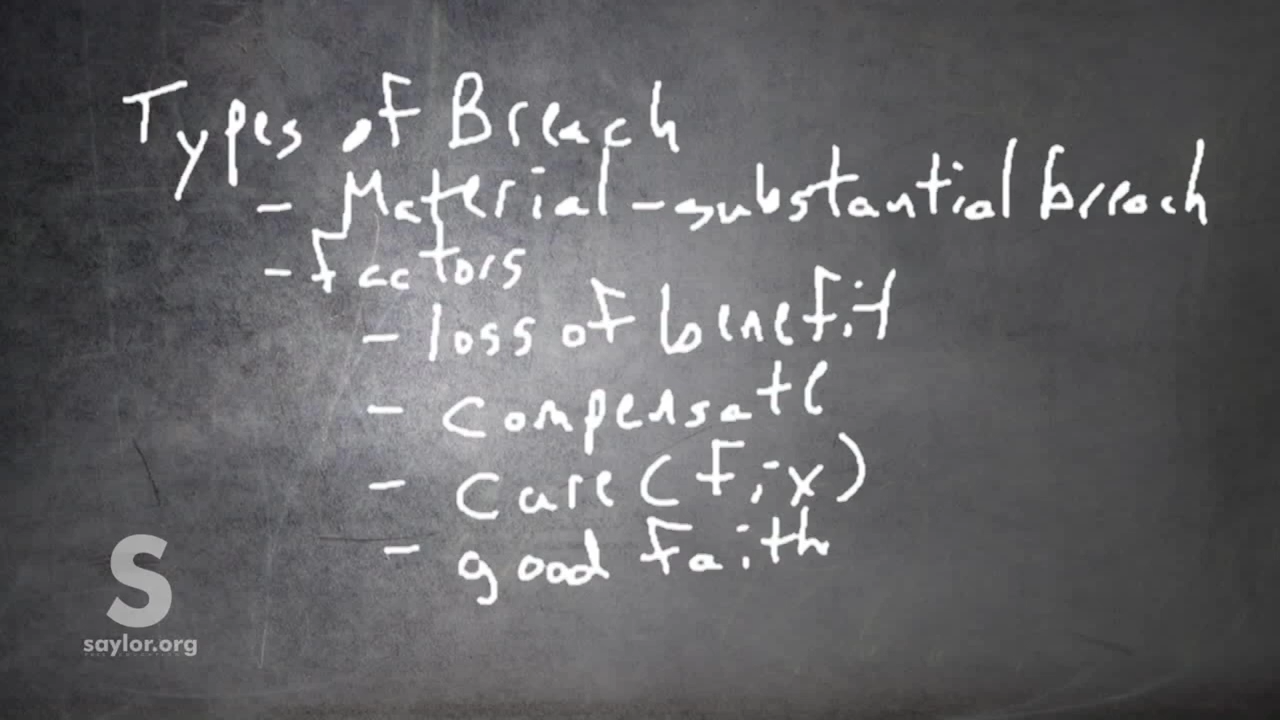 Types of Breach
- Material - substantial breach
- factors
- loss of benefit
- compensate
- Cure (fix)
- good faith
S
saylor.org